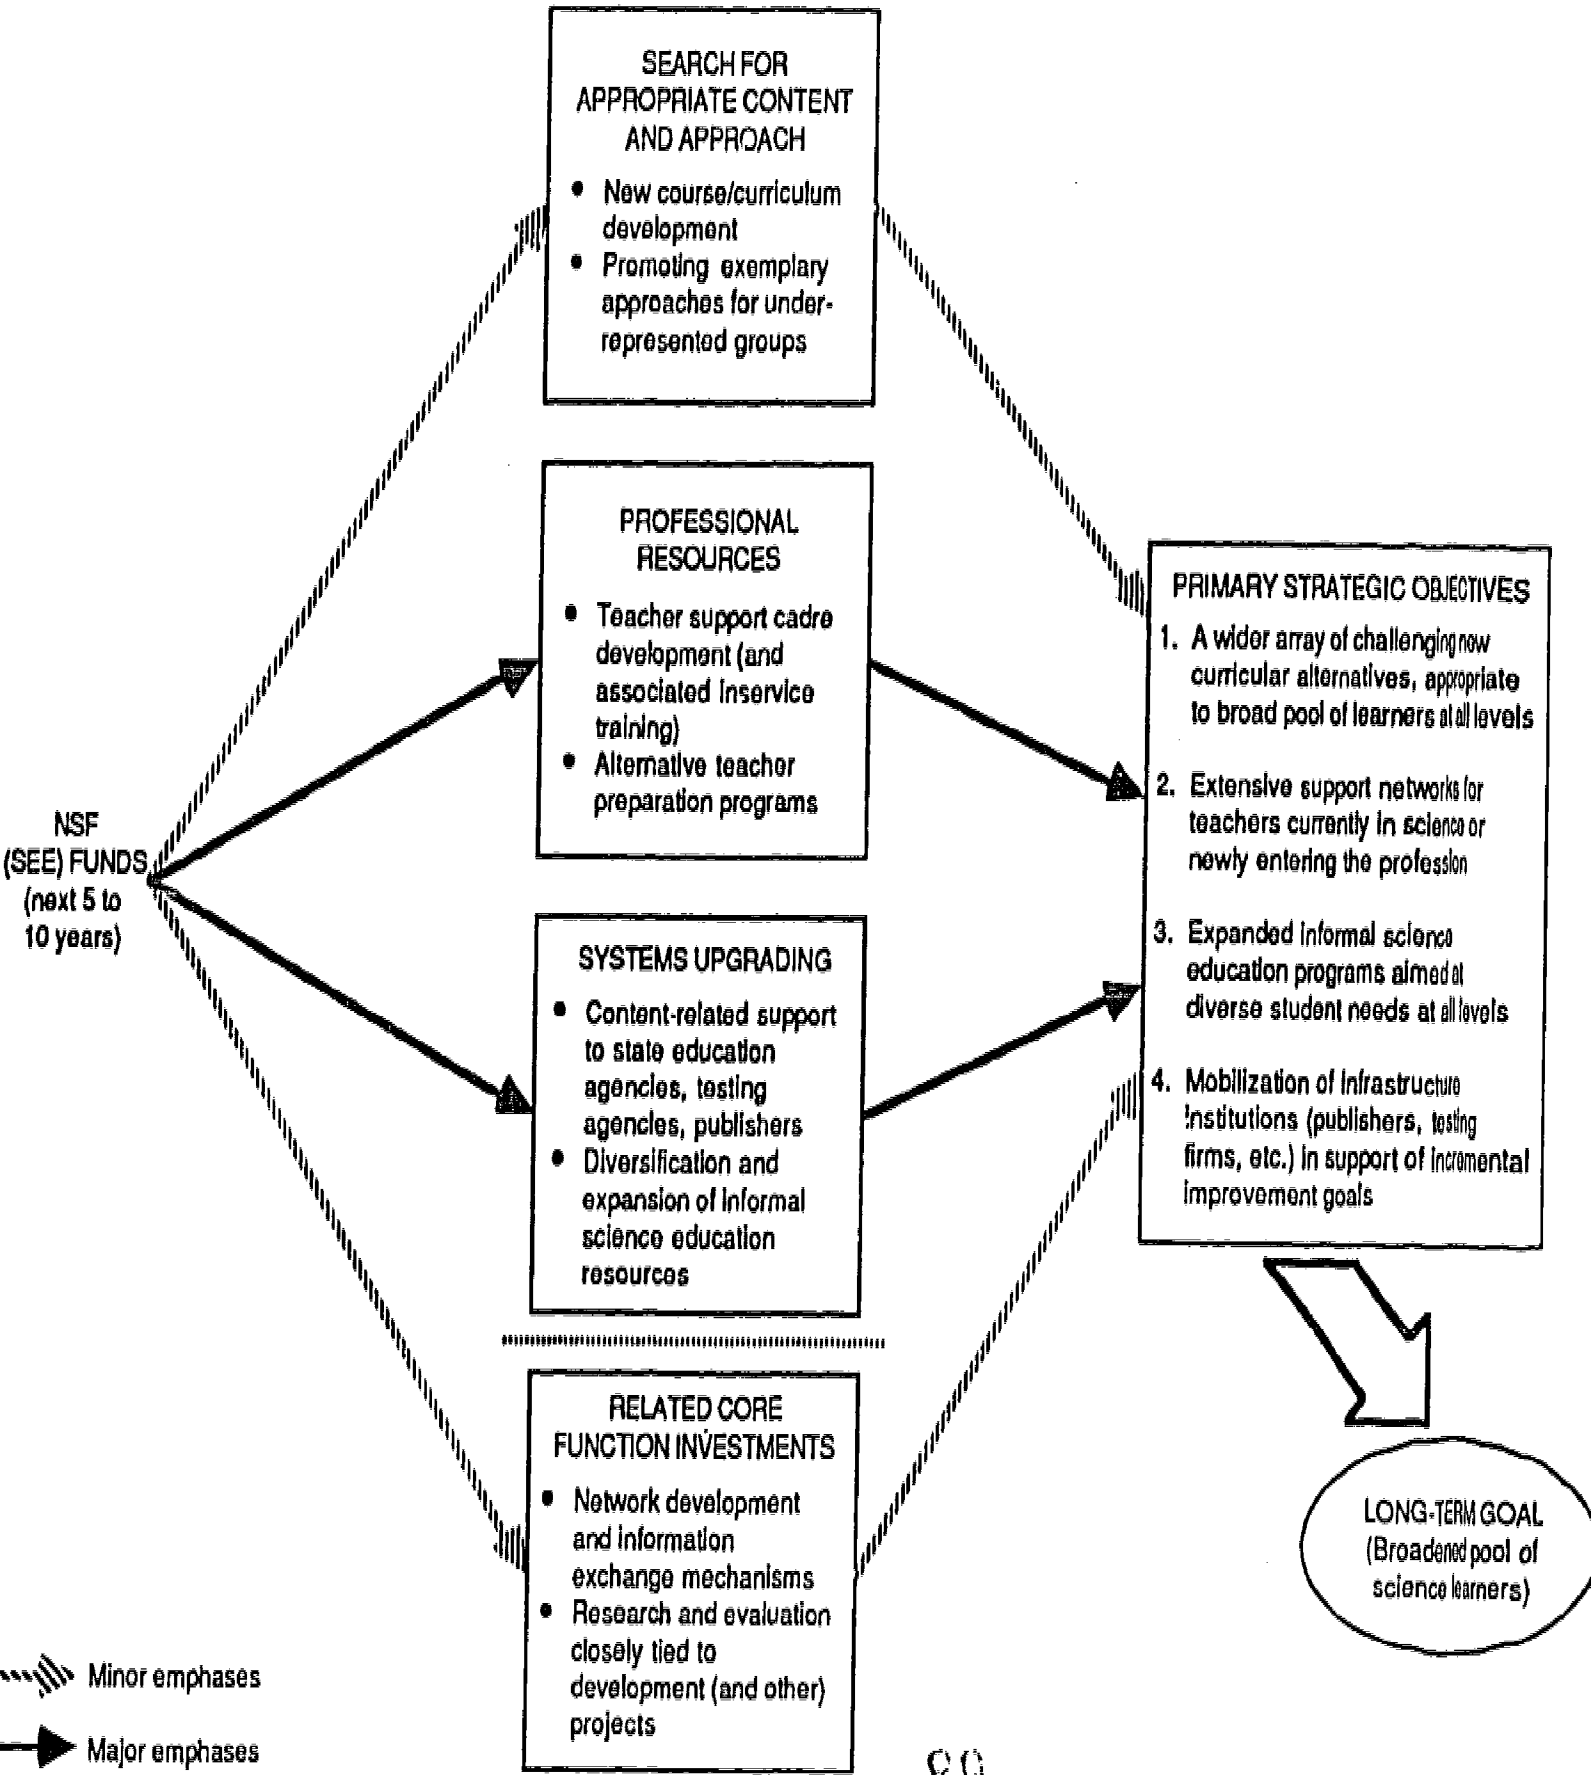 SEARCH FOR
APPROPRIATE CONTENT
AND APPROACH
• New course/curriculum
development
• Promoting exemplary
approaches for under-
represented groups
PROFESSIONAL
RESOURCES
• Teacher support cadre
development (and
associated inservice
training)
• Alternative teacher
preparation programs
NSF
(SEE) FUNDS
(next 5 to
10 years)
SYSTEMS UPGRADING
• Content-related support
to state education
agencies, testing
agencies, publishers
• Diversification and
expansion of informal
science education
resources
RELATED CORE
FUNCTION INVESTMENTS
• Network development
and information
exchange mechanisms
• Research and evaluation
closely tied to
development (and other)
projects
PRIMARY STRATEGIC OBJECTIVES
1. A wider array of challenging new
curricular alternatives, appropriate
to broad pool of learners at all levels
2. Extensive support networks for
teachers currently in science or
newly entering the profession
3. Expanded informal science
education programs aimed at
diverse student needs at all levels
4. Mobilization of infrastructure
institutions (publishers, testing
firms, etc.) in support of incremental
improvement goals
LONG-TERM GOAL
(Broadened pool of
science learners)
Minor emphases
Major emphases